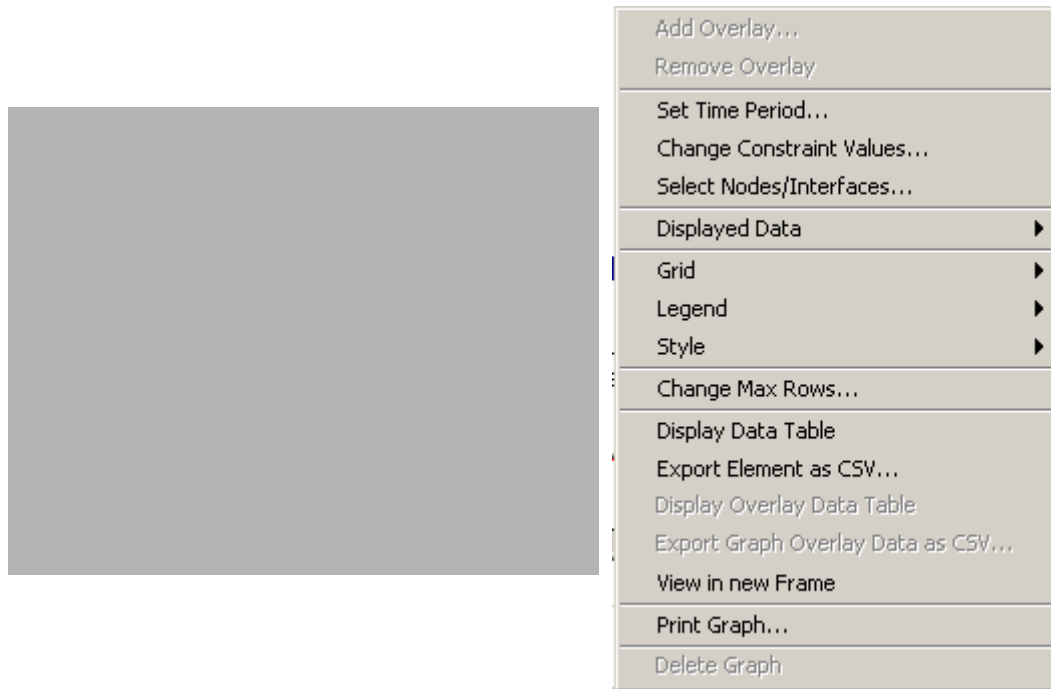 Add Overlay...
Remove Overlay
Set Time Period...
Change Constraint Values...
Select Nodes/Interfaces...
Displayed Data
Grid
Legend
Style
Change Max Rows...
Display Data Table
Export Element as CSV...
Display Overlay Data Table
Export Graph Overlay Data as CSV...
View in new Frame
Print Graph...
Delete Graph